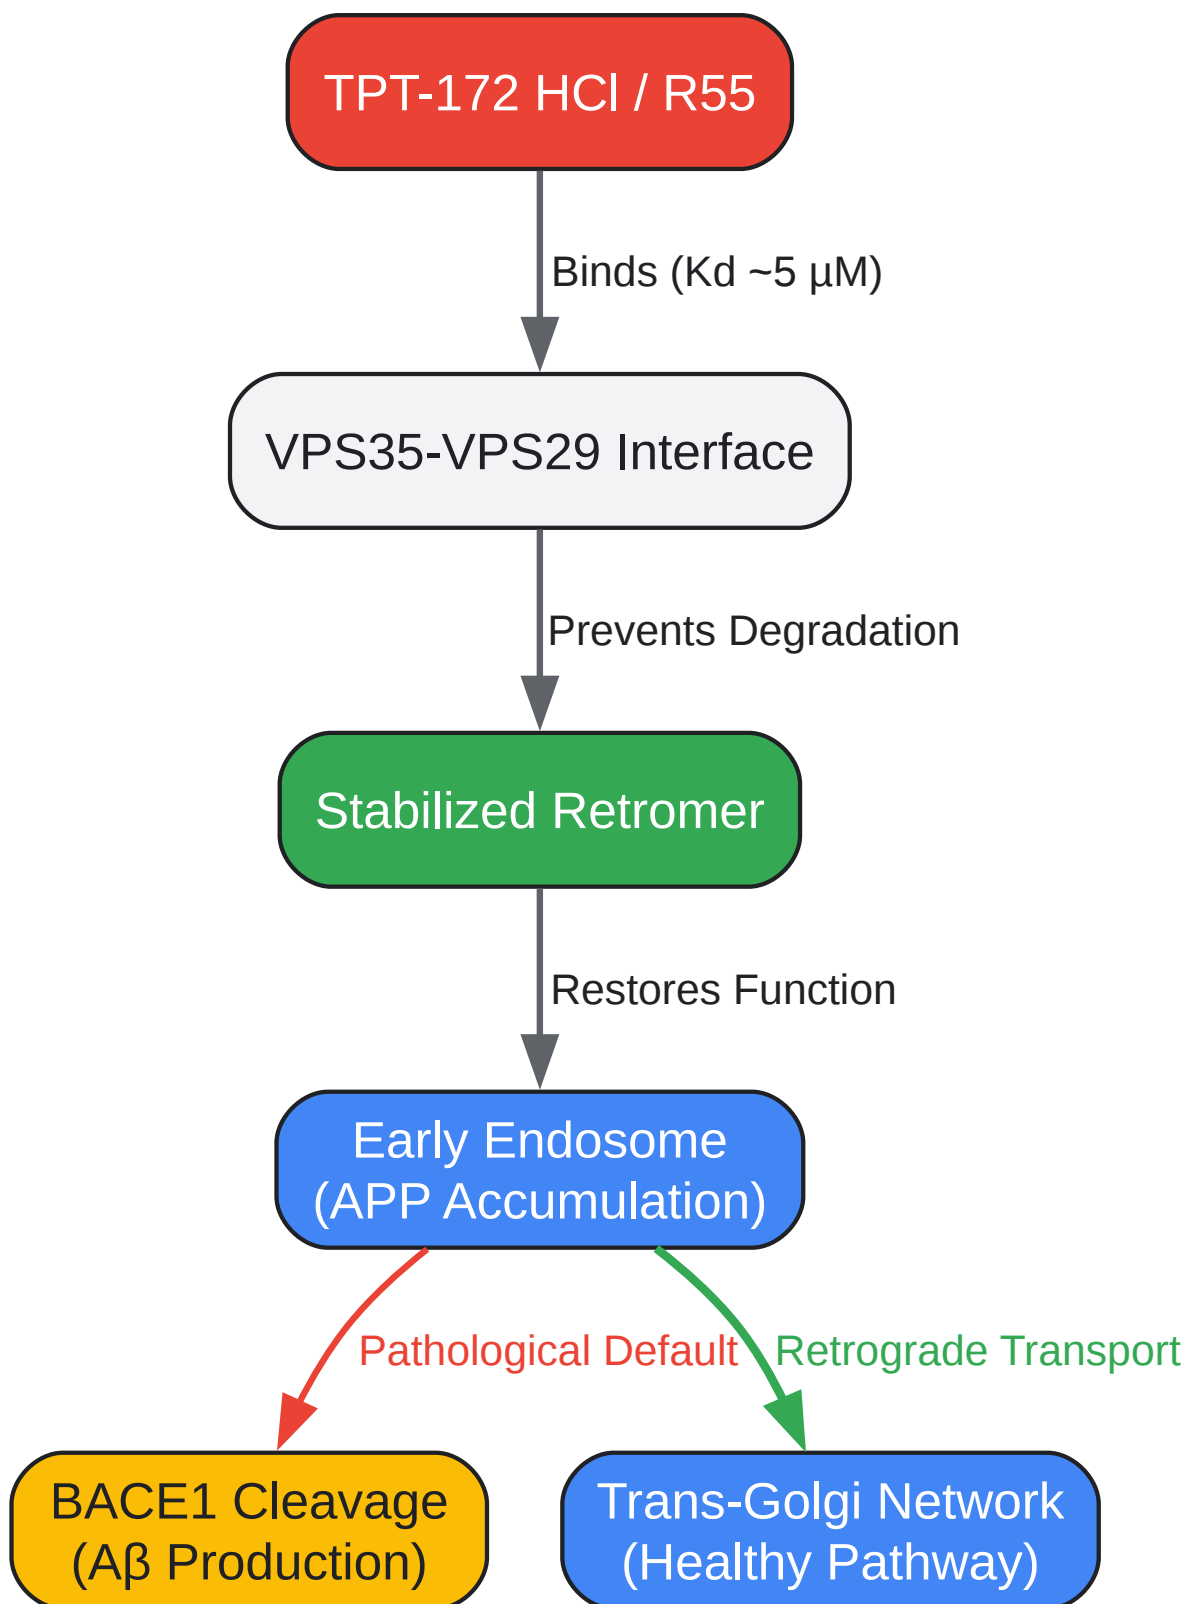 TPT-172 HCl / R55
Binds (Kd ~5 µM)
VPS35-VPS29 Interface
Prevents Degradation
Stabilized Retromer
Restores Function
Early Endosome
(APP Accumulation)
Pathological Default
Retrograde Transport
BACE1 Cleavage
(Aβ Production)
Trans-Golgi Network
(Healthy Pathway)